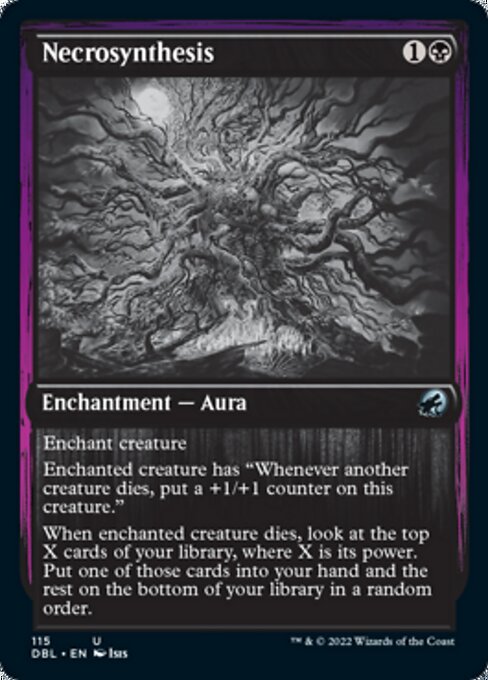 Necrosynthesis 1
Enchantment — Aura
Enchant creature
Enchanted creature has “Whenever another
creature dies, put a +1/+1 counter on this
creature.”
When enchanted creature dies, look at the top
X cards of your library, where X is its power.
Put one of those cards into your hand and the
rest on the bottom of your library in a random
order.
115 U
DBL • EN Isis
™ & © 2022 Wizards of the Coast